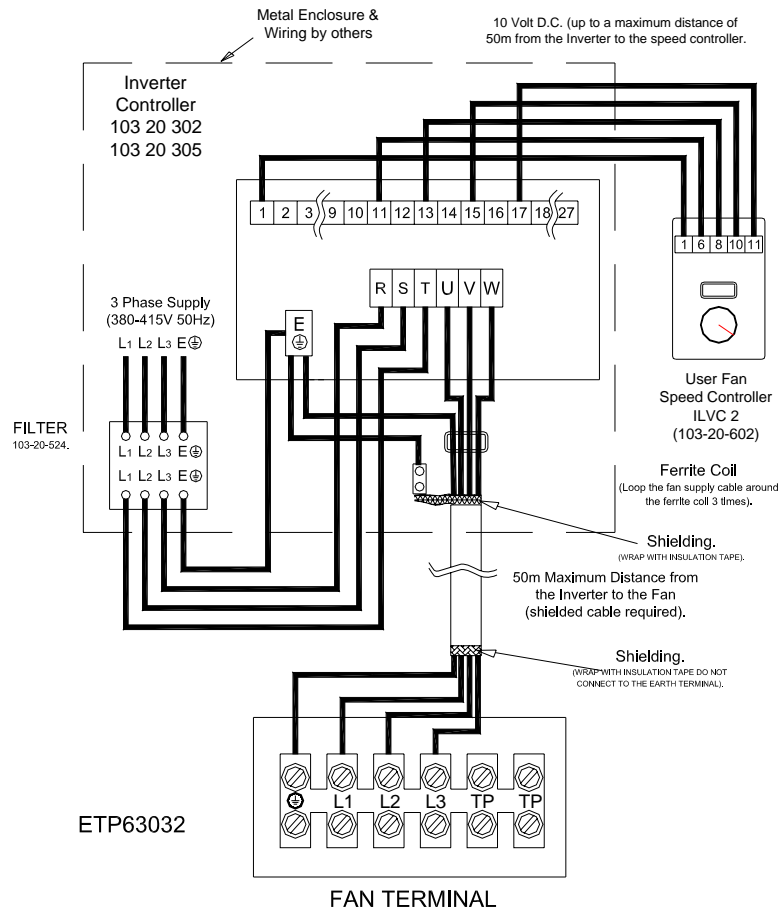 Metal Enclosure &
Wiring by others
10 Volt D.C. (up to a maximum distance of
50m from the Inverter to the speed controller.
Inverter
Controller
103 20 302
103 20 305
1 2 3 9 10 11 12 13 14 15 16 17 18 27
1 6 8 10 11
R S T U V W
E
3 Phase Supply
(380-415V 50Hz)
L1 L2 L3 E
FILTER
103-20-524.
L1 L2 L3 E
L1 L2 L3 E
User Fan
Speed Controller
ILVC 2
(103-20-602)
Ferrite Coil
(Loop the fan supply cable around
the ferrite coil 3 times).
Shielding.
(WRAP WITH INSULATION TAPE).
50m Maximum Distance from
the Inverter to the Fan
(shielded cable required).
Shielding.
(WRAP WITH INSULATION TAPE DO NOT
CONNECT TO THE EARTH TERMINAL).
L1 L2 L3 TP TP
ETP63032
FAN TERMINAL